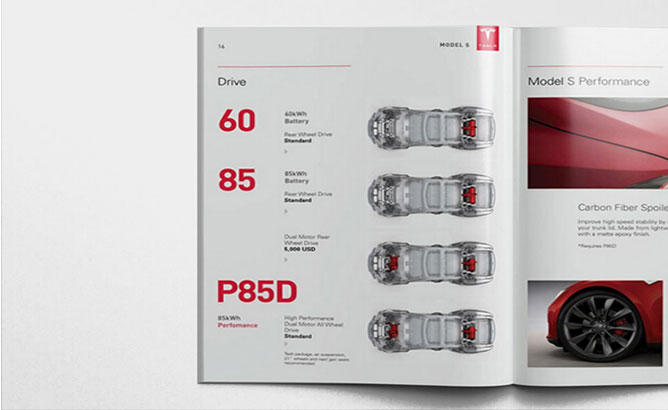 14
MODEL S
TESLA
Drive
60
60kWh
Battery
Rear Wheel Drive
Standard
85
85kWh
Battery
Rear Wheel Drive
Standard
Dual Motor Rear
Wheel Drive
5,000 USD
P85D
85kWh
Perfomance
High Performance
Dual Motor All Wheel
Drive
Standard
Tech package, air suspension,
21" wheels and next gen seats
recommended
Model S Performance
Carbon Fiber Spoile
Improve high speed stability by
your trunk lid. Made from lightw
with a matte epoxy finish.
*Requires P85D